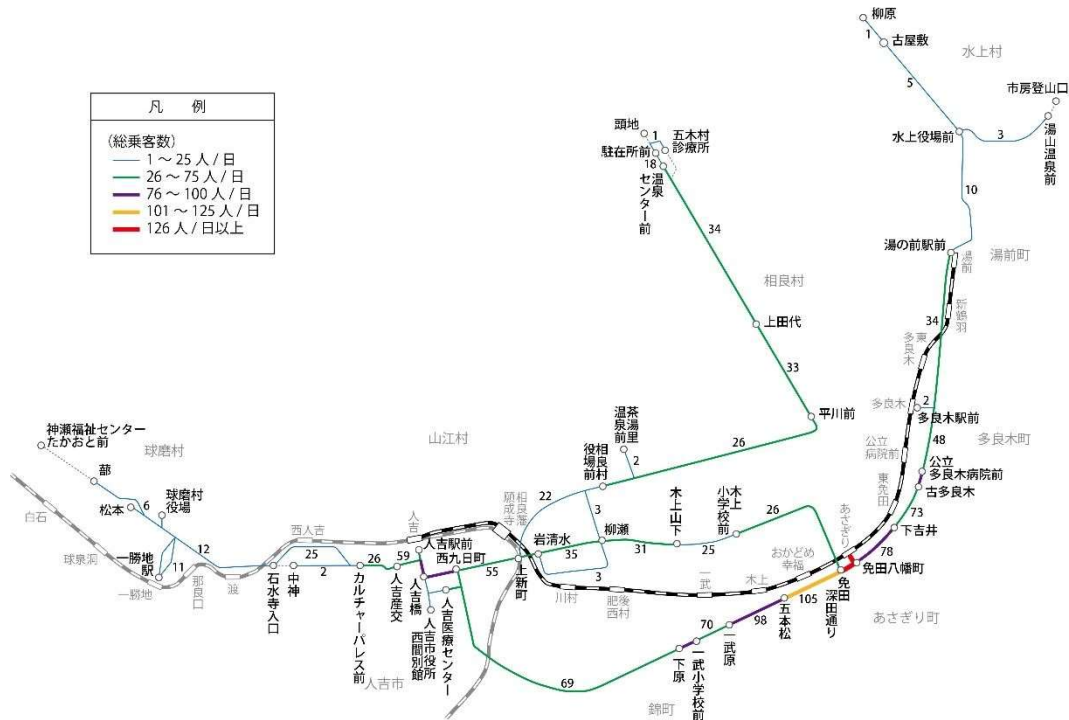 凡　例
(総乗客数)
1～25 人 / 日
26～75 人 / 日
76～100 人 / 日
101～125 人 / 日
126 人 / 日以上
柳原
1
古屋敷
水上村
5
市房登山口
水上役場前
3
湯山温泉前
10
湯の前駅前
湯前町
湯前
新鶴羽
34
東多良木
多良木
2
多良木駅前
公立病院前
48
多良木町
公立
多良木病院前
東免田
古多良木
73
下吉井
78
あさぎり
免田八幡町
おかどめ
幸福
免田
深田通り
あさぎり町
105
五本松
98
一武原
70
一武小学校前
下原
錦町
69
頭地
1
五木村
診療所
駐在所前
18
温泉
センター前
34
相良村
上田代
33
平川前
26
茶湯里
温泉前
2
相良村
役場前
山江村
22
3
相良藩
願成寺
岩清水
35
柳瀬
31
木上山下
25
木上
小学校前
26
3
川村
肥後
西村
一武
木上
上新町
55
西九日町
人吉駅前
人吉
59
人吉橋
人吉医療センター
人吉市役所
西間別館
人吉産交
26
カルチャーパレス前
人吉市
25
2
中神
石水寺入口
西人吉
12
渡
那良口
11
一勝地
駅
一勝地
球磨村
役場
球磨村
6
松本
蔀
神瀬福祉センター
たかおと前
白石
球泉洞